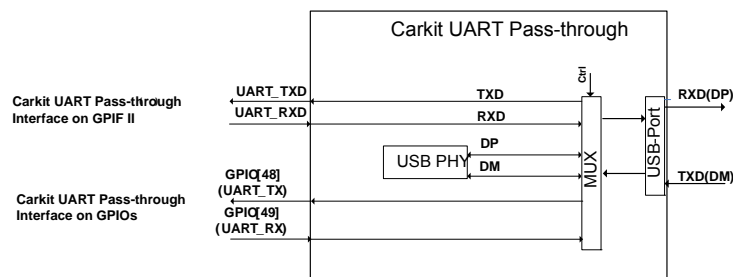 Carkit UART Pass-through
Ctrl
UART_TXD
TXD
RXD(DP)
Carkit UART Pass-through
Interface on GPIF II
UART_RXD
RXD
USB PHY
DP
DM
MUX
USB-Port
GPIO[48]
(UART_TX)
TXD(DM)
Carkit UART Pass-through
Interface on GPIOs
GPIO[49]
(UART_RX)